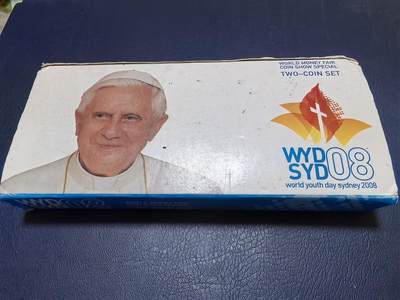 WORLD MONEY FAIR
COIN SHOW SPECIAL
TWO-COIN SET
WYD
SYD08
world youth day sydney 2008